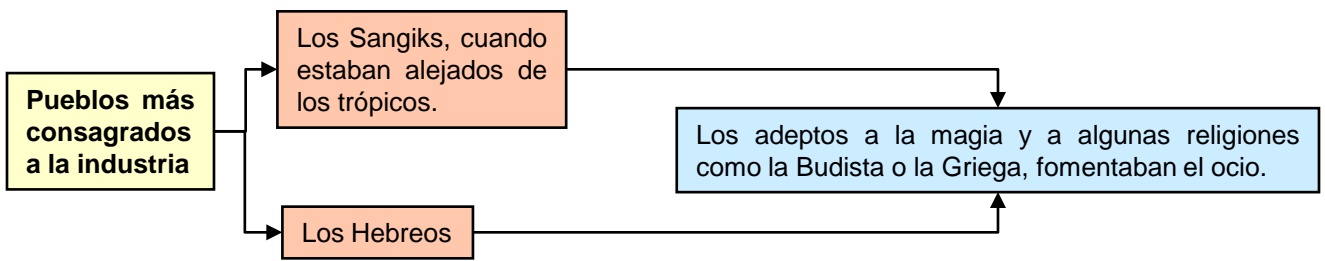 Pueblos más
consagrados
a la industria
Los Sangiks, cuando
estaban alejados de
los trópicos.
Los Hebreos
Los adeptos a la magia y a algunas religiones
como la Budista o la Griega, fomentaban el ocio.